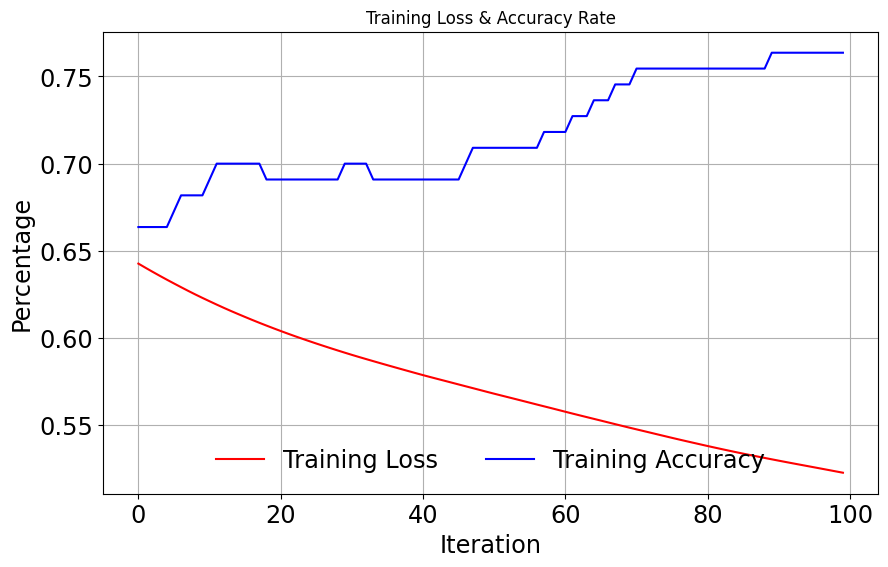 Training Loss & Accuracy Rate
Percentage
0.75
0.70
0.65
0.60
0.55
Training Loss
Training Accuracy
0 20 40 60 80 100
Iteration